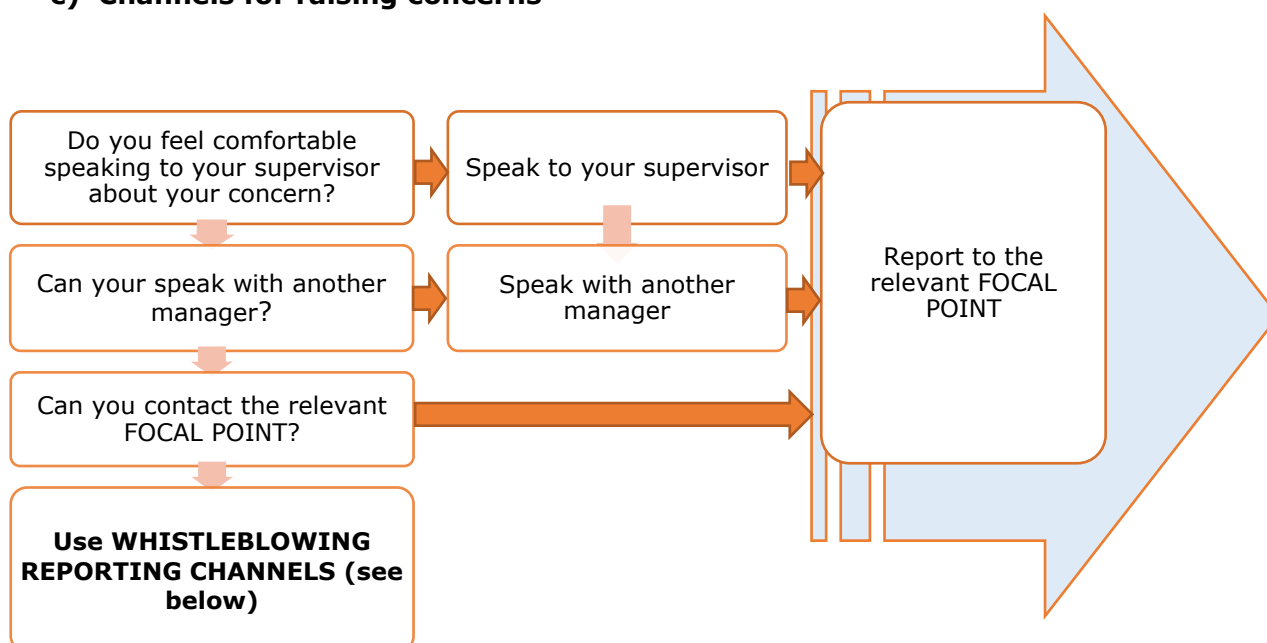 c) Channels for raising concerns
Do you feel comfortable
speaking to your supervisor
about your concern?
Speak to your supervisor
Can your speak with another
manager?
Speak with another
manager
Report to the
relevant FOCAL
POINT
Can you contact the relevant
FOCAL POINT?
Use WHISTLEBLOWING
REPORTING CHANNELS (see
below)